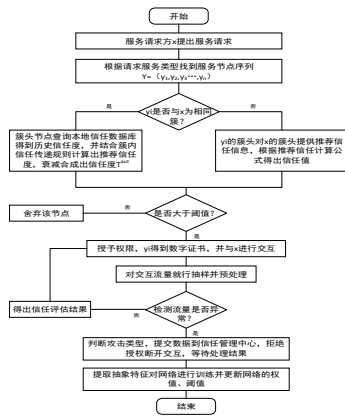 开始
服务请求方x提出服务请求
根据请求服务类型找到服务节点序列
Y=（y1,y2,y3…,yn）
yi是否与x为相同
簇?
是
否
簇头节点查询本地信任数据库
得到历史信任度，并结合簇内
信任传递规则计算出推荐信任
度，衰减合成出信任度Tout
yi的簇头对x的簇头提供推荐信
任信息，根据推荐信任计算公
式得出信任值
是否大于阈值?
否
舍弃该节点
是
授予权限，yi得到数字证书，并与x进行交互
对交互流量就行抽样并预处理
检测流量是否异
常?
否
得出信任评估结果
是
判断攻击类型，提交数据到信任管理中心，拒绝
授权断开交互，等待处理结果
提取抽象特征对网络进行训练并更新网络的权
值、阈值
结束